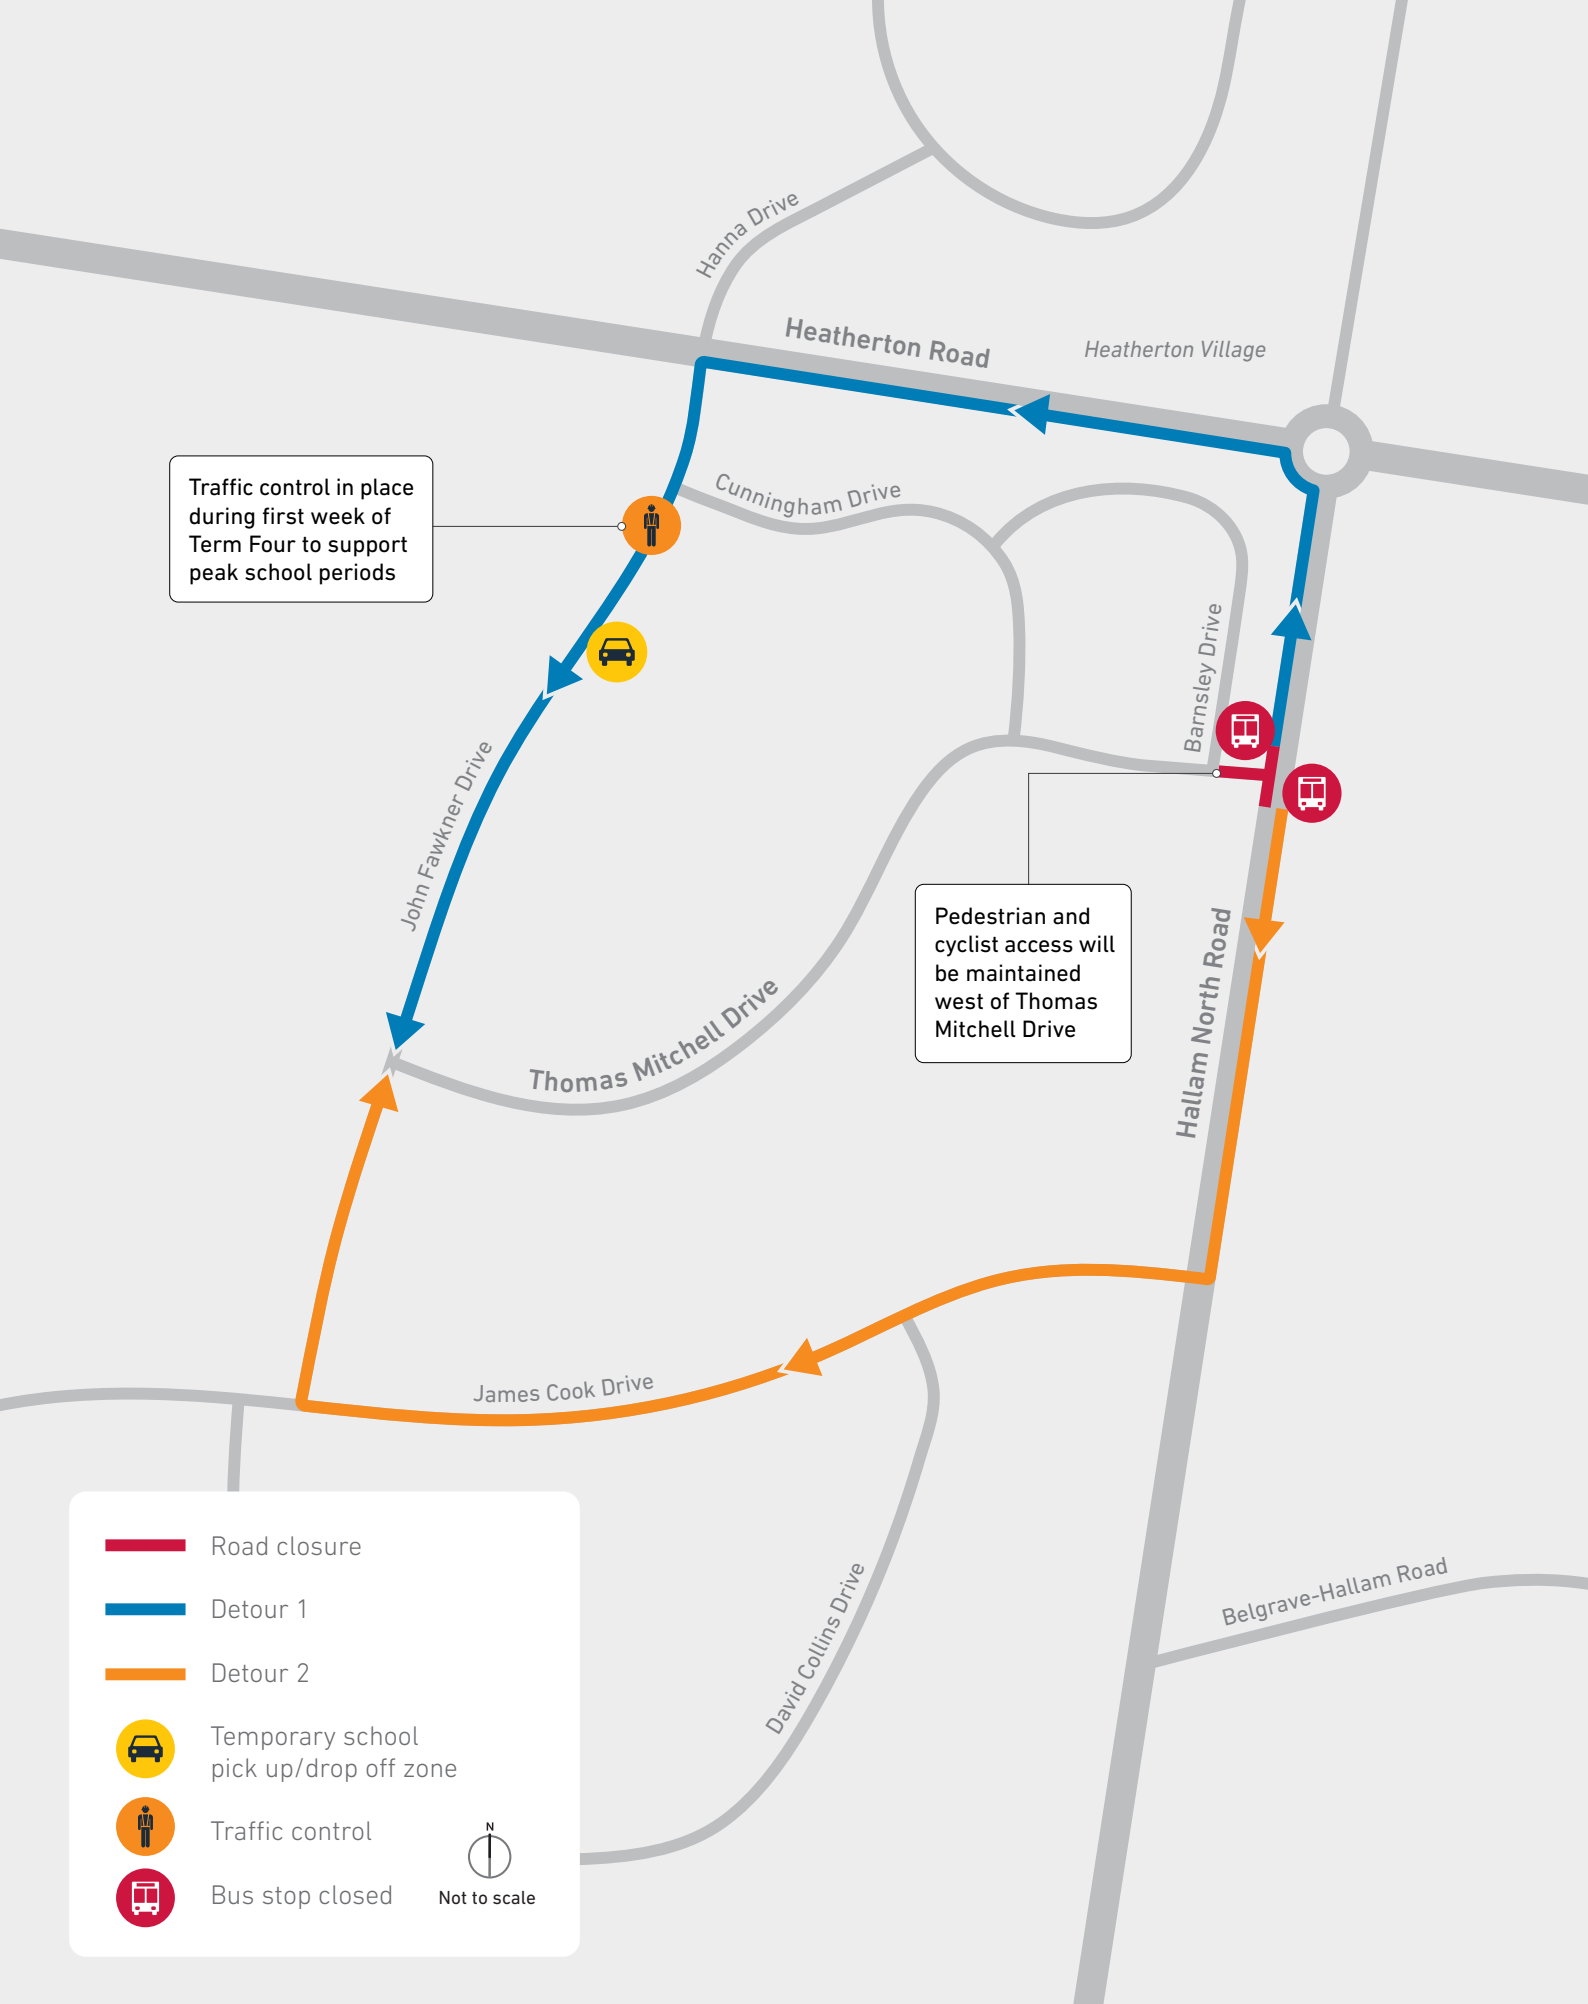 Hanna Drive
Heatherton Road
Heatherton Village
Traffic control in place
during first week of
Term Four to support
peak school periods
Cunningham Drive
Barnsley Drive
John Fawkner Drive
Pedestrian and
cyclist access will
be maintained
west of Thomas
Mitchell Drive
Thomas Mitchell Drive
Hallam North Road
James Cook Drive
David Collins Drive
Belgrave-Hallam Road
Road closure
Detour 1
Detour 2
Temporary school
pick up/drop off zone
Traffic control
Bus stop closed
N
Not to scale